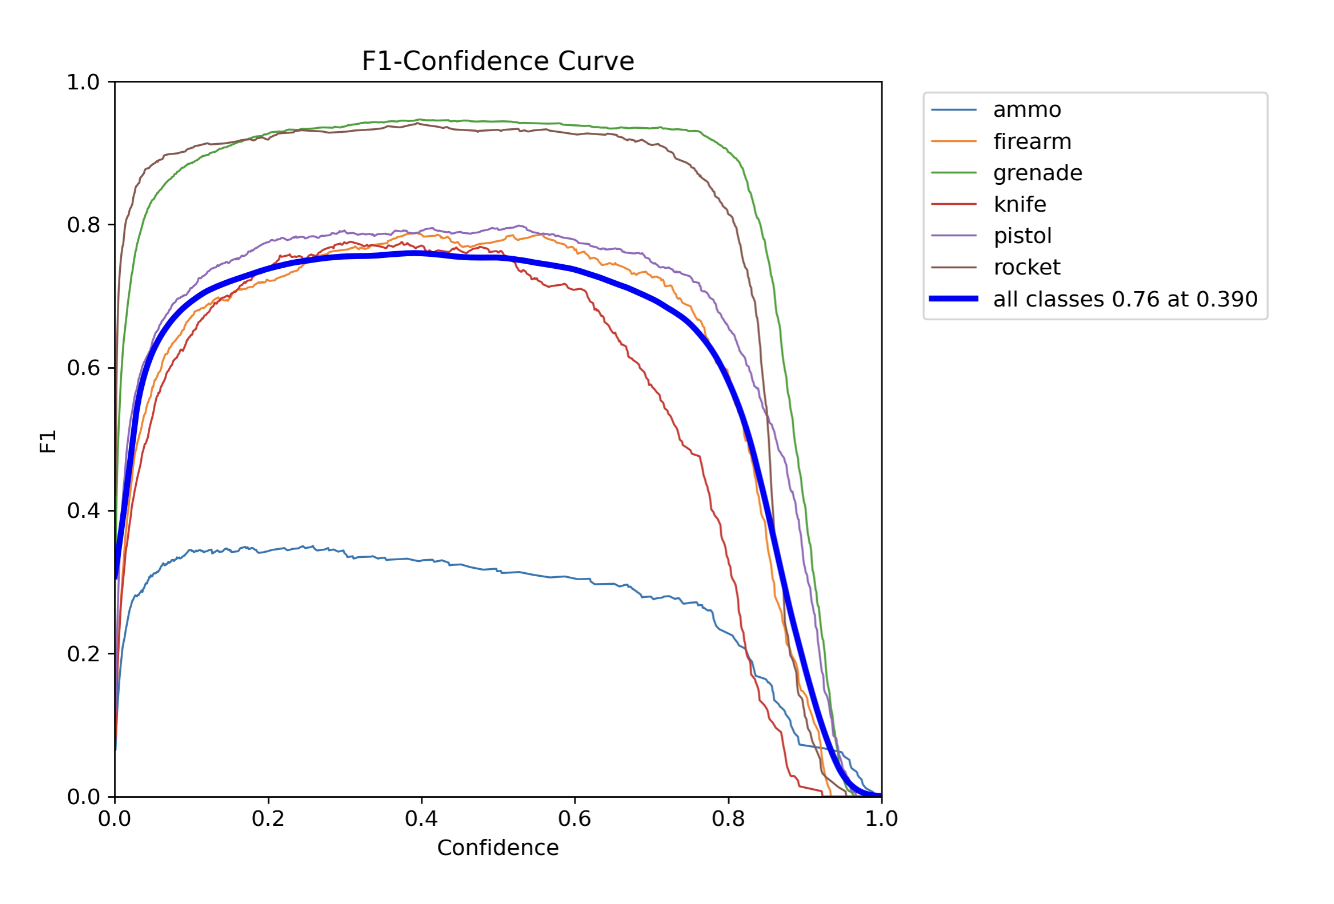 F1-Confidence Curve
1.0
0.8
0.6
0.4
0.2
0.0
F1
0.0 0.2 0.4 0.6 0.8 1.0
Confidence
ammo
firearm
grenade
knife
pistol
rocket
all classes 0.76 at 0.390